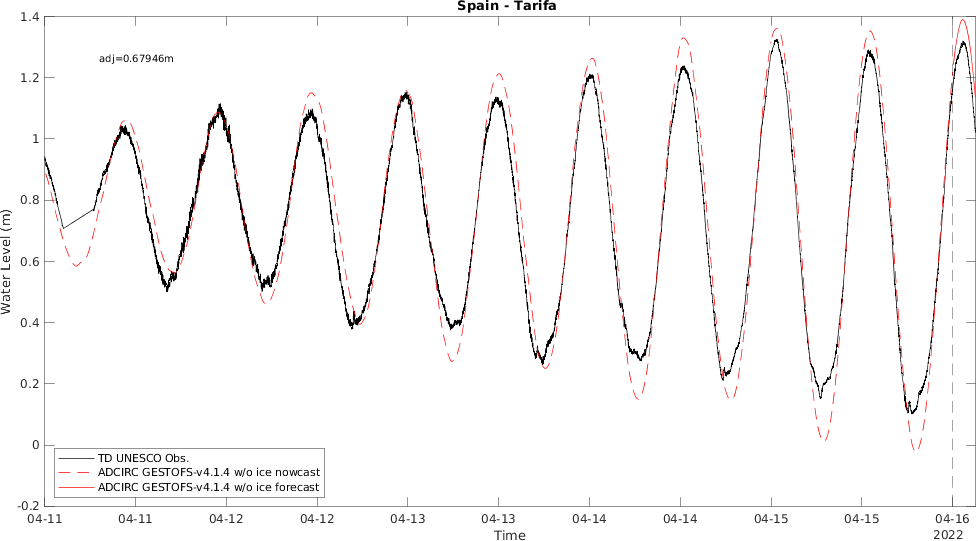 Spain - Tarifa
adj=0.67946m
1.4
1.2
1
0.8
0.6
0.4
0.2
0
-0.2
Water Level (m)
TD UNESCO Obs.
ADCIRC GESTOFS-v4.1.4 w/o ice nowcast
ADCIRC GESTOFS-v4.1.4 w/o ice forecast
04-11 04-11 04-12 04-12 04-13 04-13 04-14 04-14 04-15 04-15 04-16
Time
2022